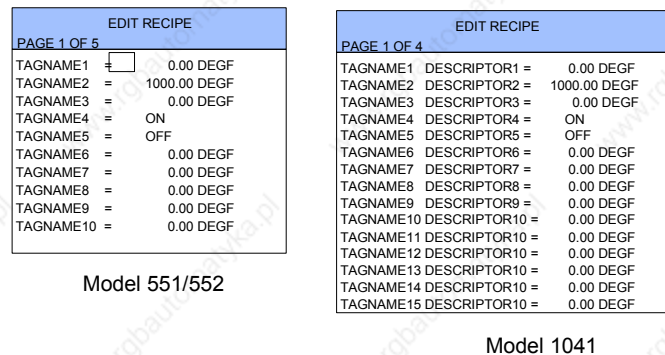 EDIT RECIPE
PAGE 1 OF 5
TAGNAME1 = 0.00 DEGF
TAGNAME2 = 1000.00 DEGF
TAGNAME3 = 0.00 DEGF
TAGNAME4 = ON
TAGNAME5 = OFF
TAGNAME6 = 0.00 DEGF
TAGNAME7 = 0.00 DEGF
TAGNAME8 = 0.00 DEGF
TAGNAME9 = 0.00 DEGF
TAGNAME10 = 0.00 DEGF
Model 551/552
EDIT RECIPE
PAGE 1 OF 4
TAGNAME1 DESCRIPTOR1 = 0.00 DEGF
TAGNAME2 DESCRIPTOR2 = 1000.00 DEGF
TAGNAME3 DESCRIPTOR3 = 0.00 DEGF
TAGNAME4 DESCRIPTOR4 = ON
TAGNAME5 DESCRIPTOR5 = OFF
TAGNAME6 DESCRIPTOR6 = 0.00 DEGF
TAGNAME7 DESCRIPTOR7 = 0.00 DEGF
TAGNAME8 DESCRIPTOR8 = 0.00 DEGF
TAGNAME9 DESCRIPTOR9 = 0.00 DEGF
TAGNAME10 DESCRIPTOR10 = 0.00 DEGF
TAGNAME11 DESCRIPTOR10 = 0.00 DEGF
TAGNAME12 DESCRIPTOR10 = 0.00 DEGF
TAGNAME13 DESCRIPTOR10 = 0.00 DEGF
TAGNAME14 DESCRIPTOR10 = 0.00 DEGF
TAGNAME15 DESCRIPTOR10 = 0.00 DEGF
Model 1041